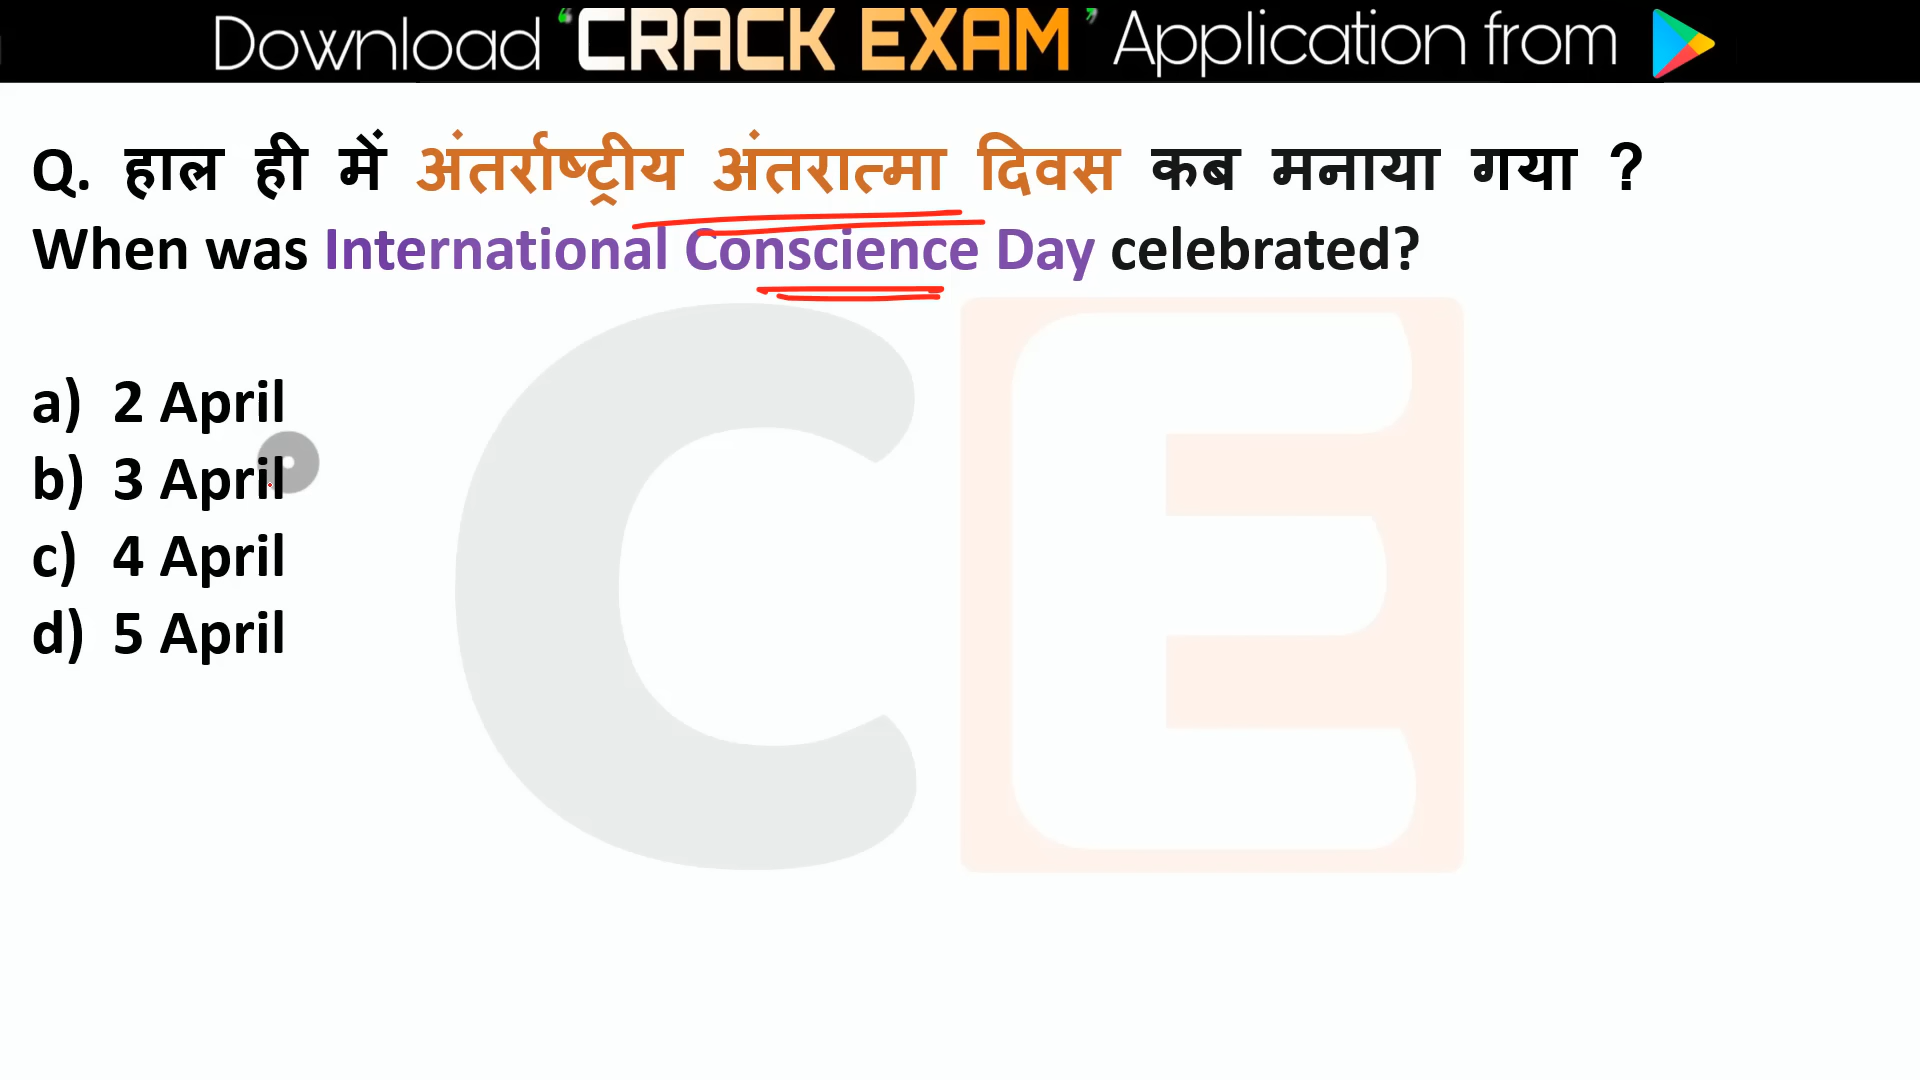 Download ‘CRACK EXAM’ Application from
Q. हाल ही में अंतर्राष्ट्रीय अंतरात्मा दिवस कब मनाया गया ?
When was International Conscience Day celebrated?
a) 2 April
b) 3 April
c) 4 April
d) 5 April
CE